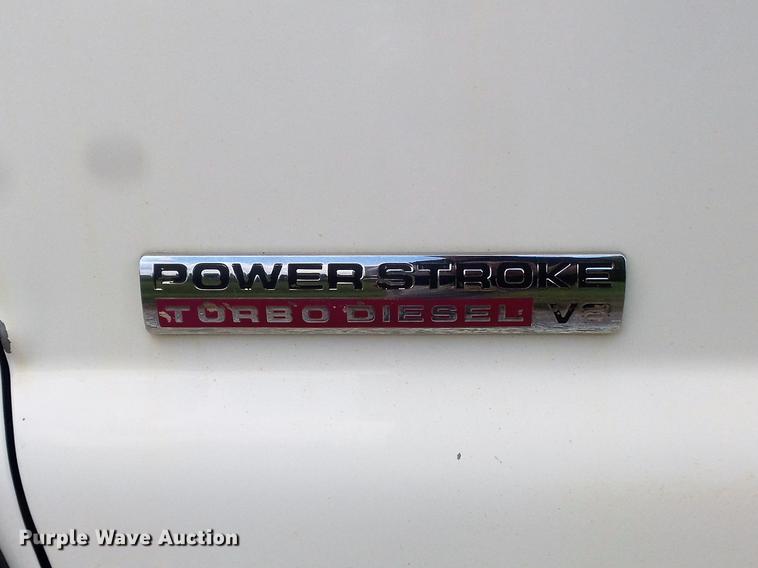 POWER STROKE
TURBO DIESEL V8
Purple Wave Auction